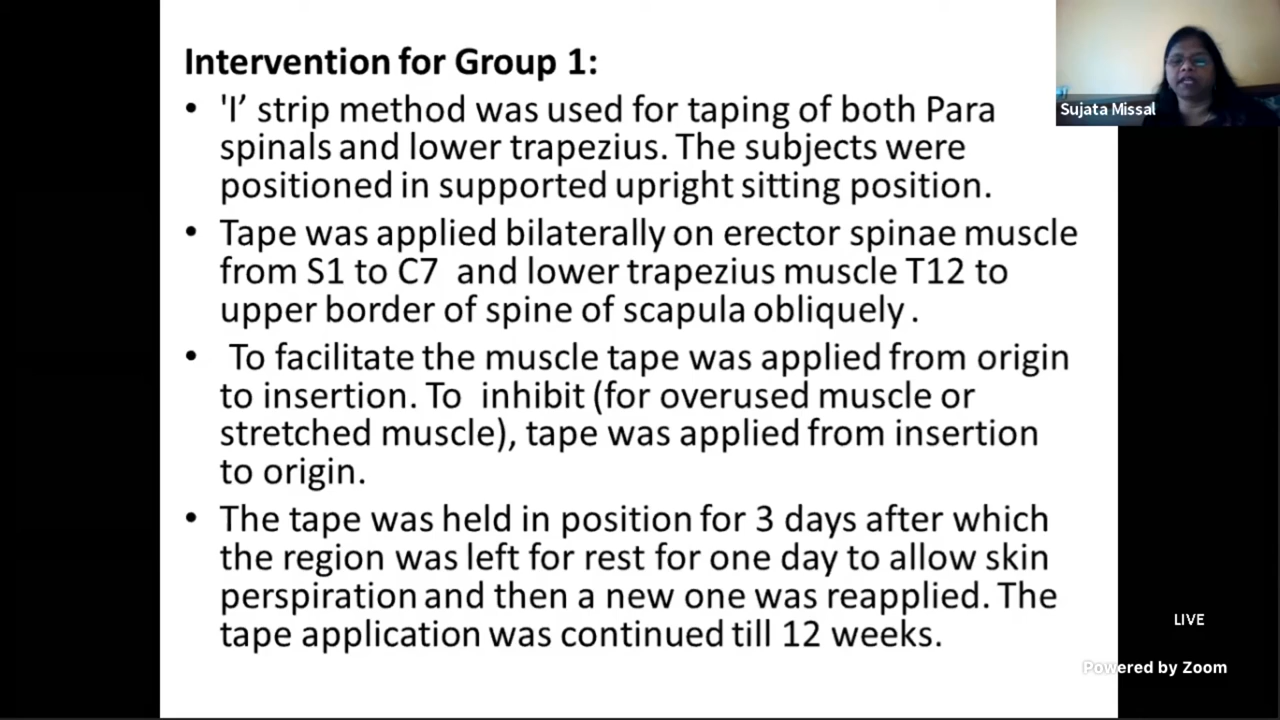 Intervention for Group 1:
• 'I’ strip method was used for taping of both Para
spinals and lower trapezius. The subjects were
positioned in supported upright sitting position.
• Tape was applied bilaterally on erector spinae muscle
from S1 to C7 and lower trapezius muscle T12 to
upper border of spine of scapula obliquely .
• To facilitate the muscle tape was applied from origin
to insertion. To inhibit (for overused muscle or
stretched muscle), tape was applied from insertion
to origin.
• The tape was held in position for 3 days after which
the region was left for rest for one day to allow skin
perspiration and then a new one was reapplied. The
tape application was continued till 12 weeks.
Sujata Missal
LIVE
Powered by Zoom